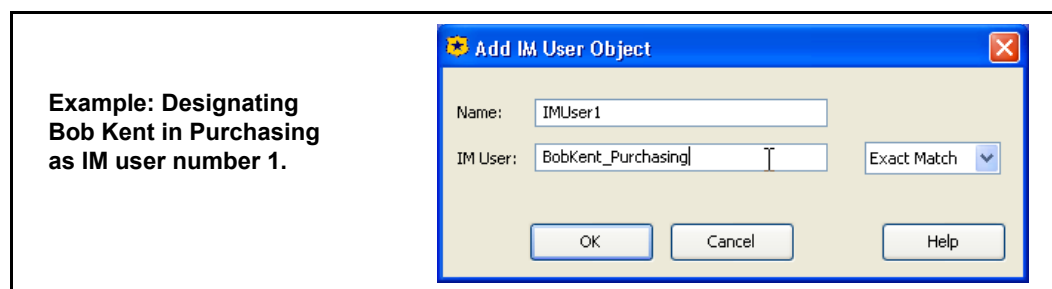 Example: Designating
Bob Kent in Purchasing
as IM user number 1.
Add IM User Object
Name: IMUser1
IM User: BobKent_Purchasing Exact Match
OK Cancel Help